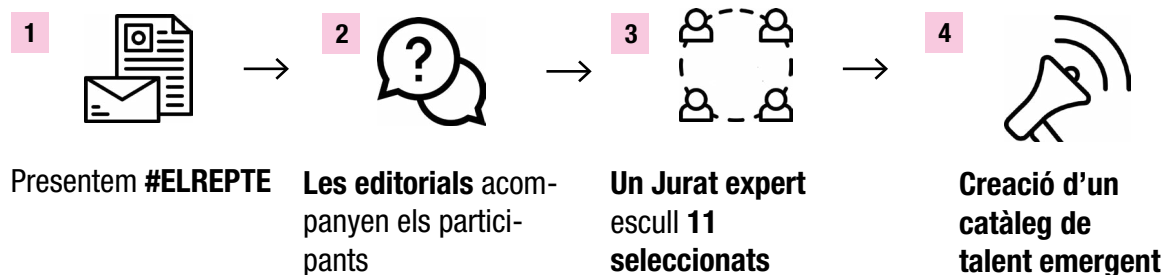 1
Presentem #ELREPTE
2
?
Les editorials acom-
panyen els partici-
pants
3
Un Jurat expert
escull 11
seleccionats
4
Creació d’un
catàleg de
talent emergent